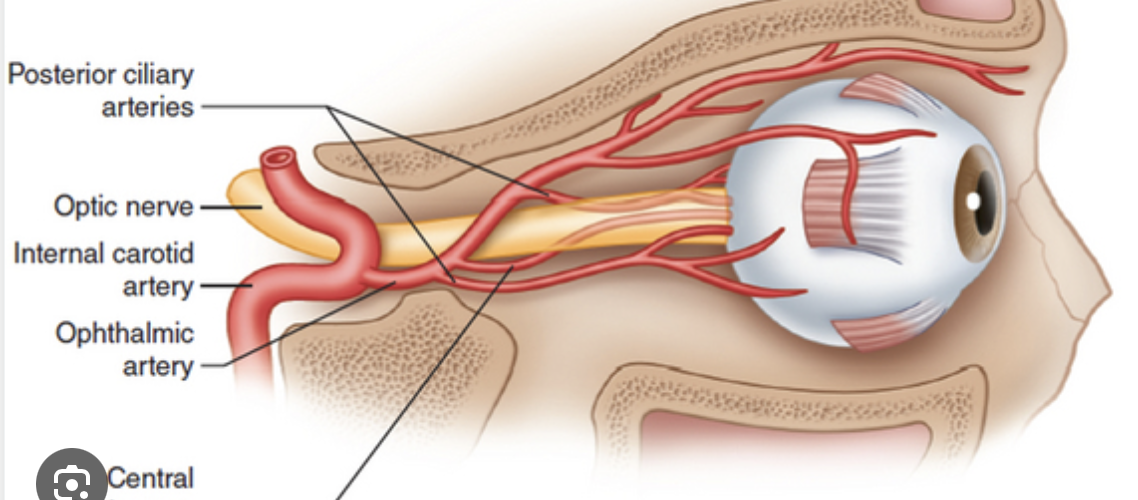 Posterior ciliary
arteries
Optic nerve
Internal carotid
artery
Ophthalmic
artery
Central